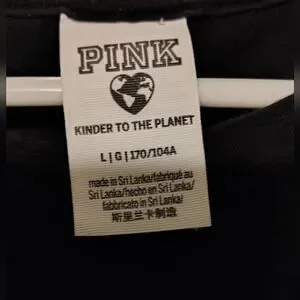 PINK
KINDER TO THE PLANET
L | G | 170/104A
made in Sri Lanka/fabriqué au
Sri Lanka/hecho en Sri Lanka/
fabbricato in Sri Lanka/
斯里兰卡制造